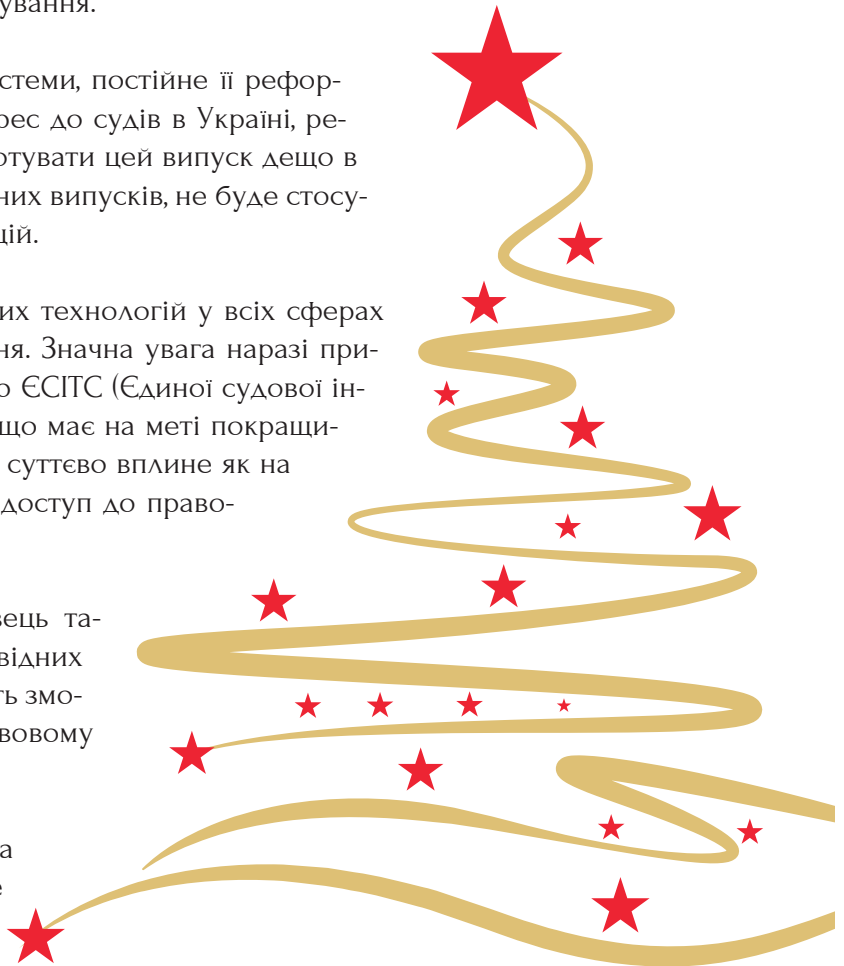 ування.
стеми, постійне її рефор-
рес до судів в Україні, ре-
отувати цей випуск дещо в
них випусків, не буде стосу-
цій.
их технологій у всіх сферах
ня. Значна увага наразі при-
о ЄСІТС (Єдиної судової ін-
що має на меті покращи-
суттєво вплине як на
доступ до право-
вець та-
відних
ть змо-
вовому
а
е